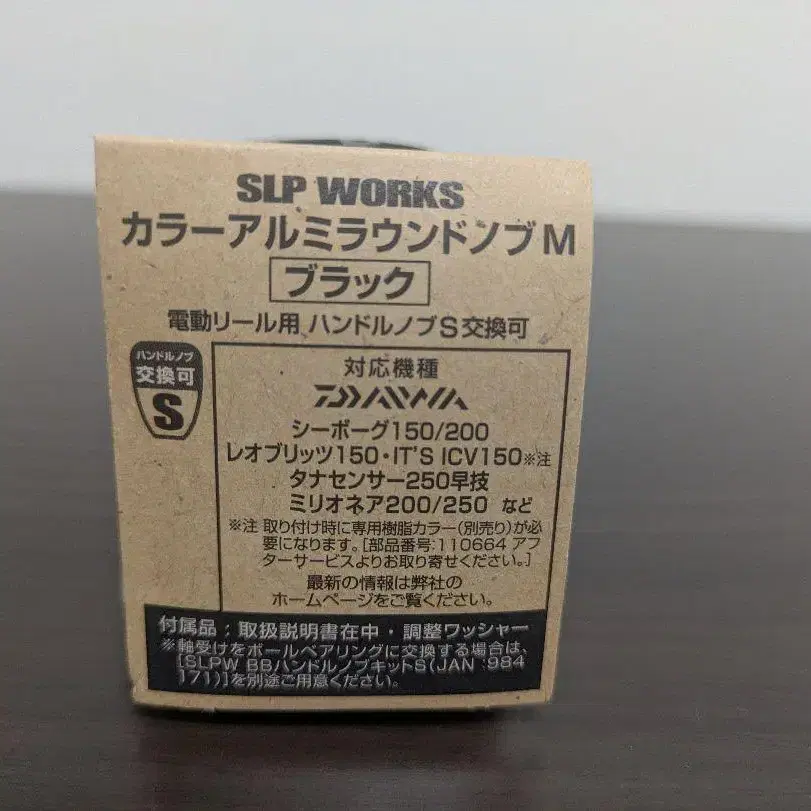 SLP WORKS
カラーアルミラウンドノブM
ブラック
電動リール用 ハンドルノブS交換可
ハンドルノブ
交換可
S
対応機種
DAIWA
シーボーグ150/200
レオブリッツ150・IT'S ICV150※注
タナセンサー250早技
ミリオネア200/250 など
※注 取り付け時に専用樹脂カラー(別売り)が必
要になります。[部品番号:110664 アフ
ターサービスよりお取り寄せください。]
最新の情報は弊社の
ホームページをご覧ください。
付属品:取扱説明書在中・調整ワッシャー
※軸受けをボールベアリングに交換する場合は、
[SLPW BBハンドルノブキットS(JAN:984
171)]を別途ご用意ください。